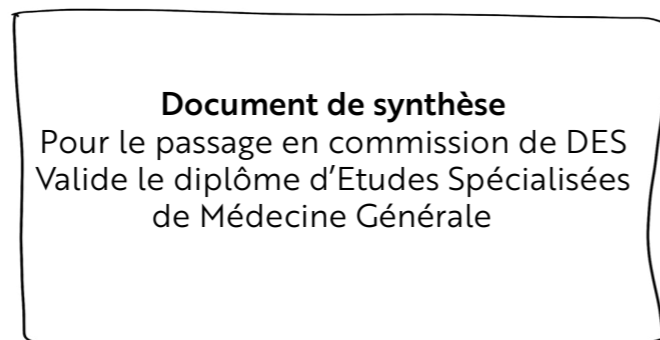 Document de synthèse
Pour le passage en commission de DES
Valide le diplôme d’Etudes Spécialisées
de Médecine Générale